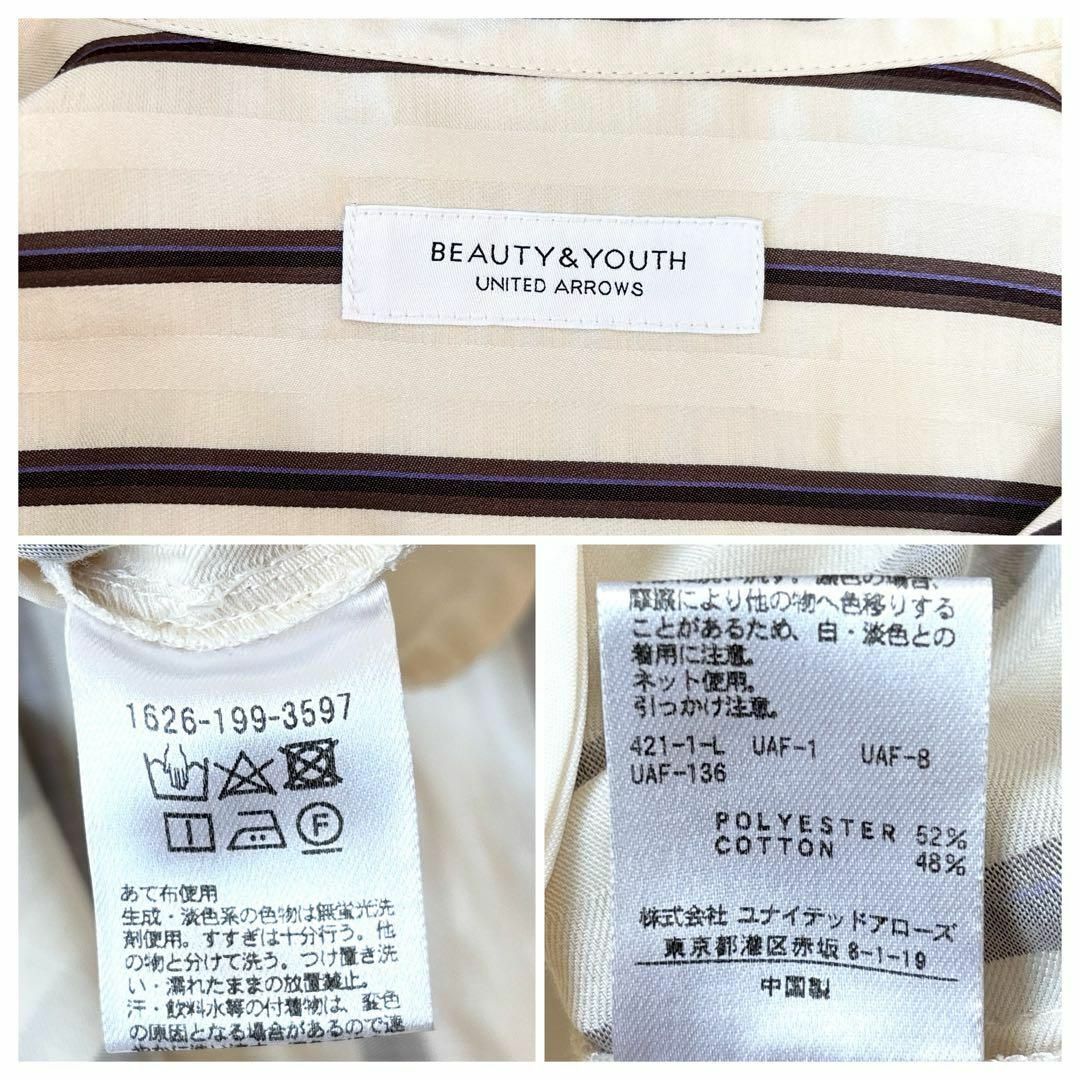 BEAUTY&YOUTH
UNITED ARROWS
1626-199-3597
F
あて布使用
生成・淡色系の色物は無蛍光洗
剤使用。すすぎは十分行う。他
の物と分けて洗う。つけ置き洗
い・濡れたままの放置禁止。
汗・飲料水等の付着物は、変色
の原因となる場合があるので速
摩擦により他の物へ色移りする
ことがあるため、白・淡色との
着用に注意。
ネット使用。
引っかけ注意。
421-1-L UAF-1 UAF-8
UAF-136
POLYESTER 52%
COTTON 48%
株式会社 ユナイテッドアローズ
東京都港区赤坂 8-1-19
中国製